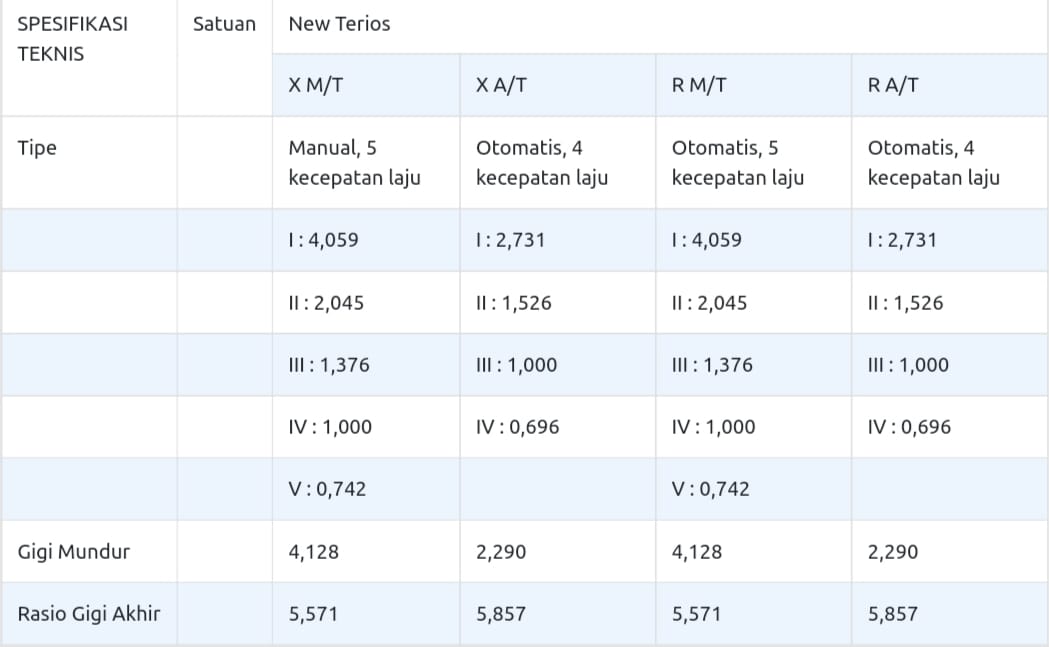 SPESIFIKASI TEKNIS Satuan New Terios
X M/T X A/T R M/T R A/T
Tipe Manual, 5 kecepatan laju Otomatis, 4 kecepatan laju Otomatis, 5 kecepatan laju Otomatis, 4 kecepatan laju
I : 4,059 I : 2,731 I : 4,059 I : 2,731
II : 2,045 II : 1,526 II : 2,045 II : 1,526
III : 1,376 III : 1,000 III : 1,376 III : 1,000
IV : 1,000 IV : 0,696 IV : 1,000 IV : 0,696
V : 0,742 V : 0,742
Gigi Mundur 4,128 2,290 4,128 2,290
Rasio Gigi Akhir 5,571 5,857 5,571 5,857